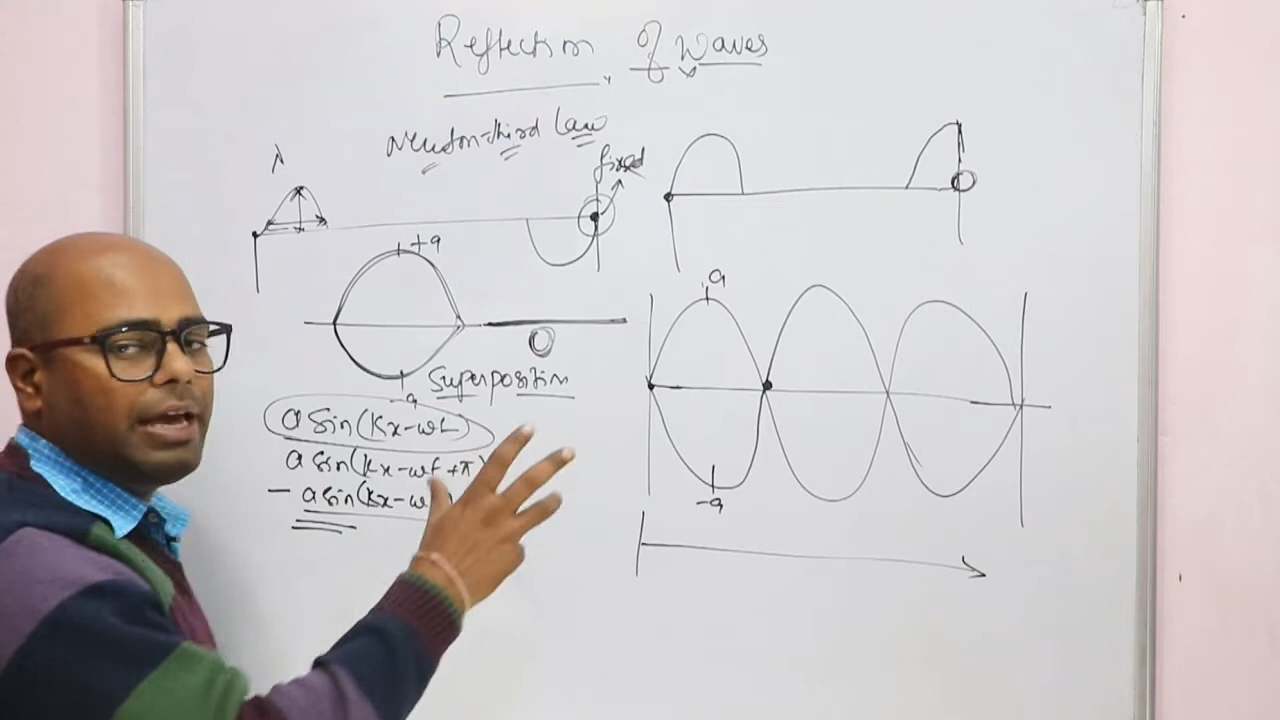 Reflection of waves
Newton-third law
λ
fixed
+a
-a
O
Superposition
a sin(Kx-ωt)
a sin(Kx-ωt+π)
- a sin(Kx-ω
a
-a